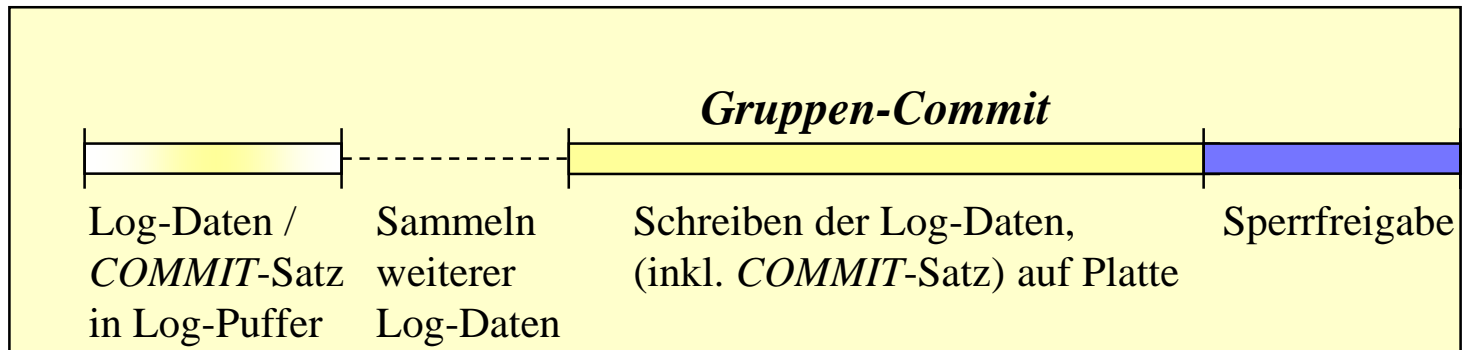 Gruppen-Commit
Log-Daten /
COMMIT-Satz
in Log-Puffer
Sammeln
weiterer
Log-Daten
Schreiben der Log-Daten,
(inkl. COMMIT-Satz) auf Platte
Sperrfreigabe